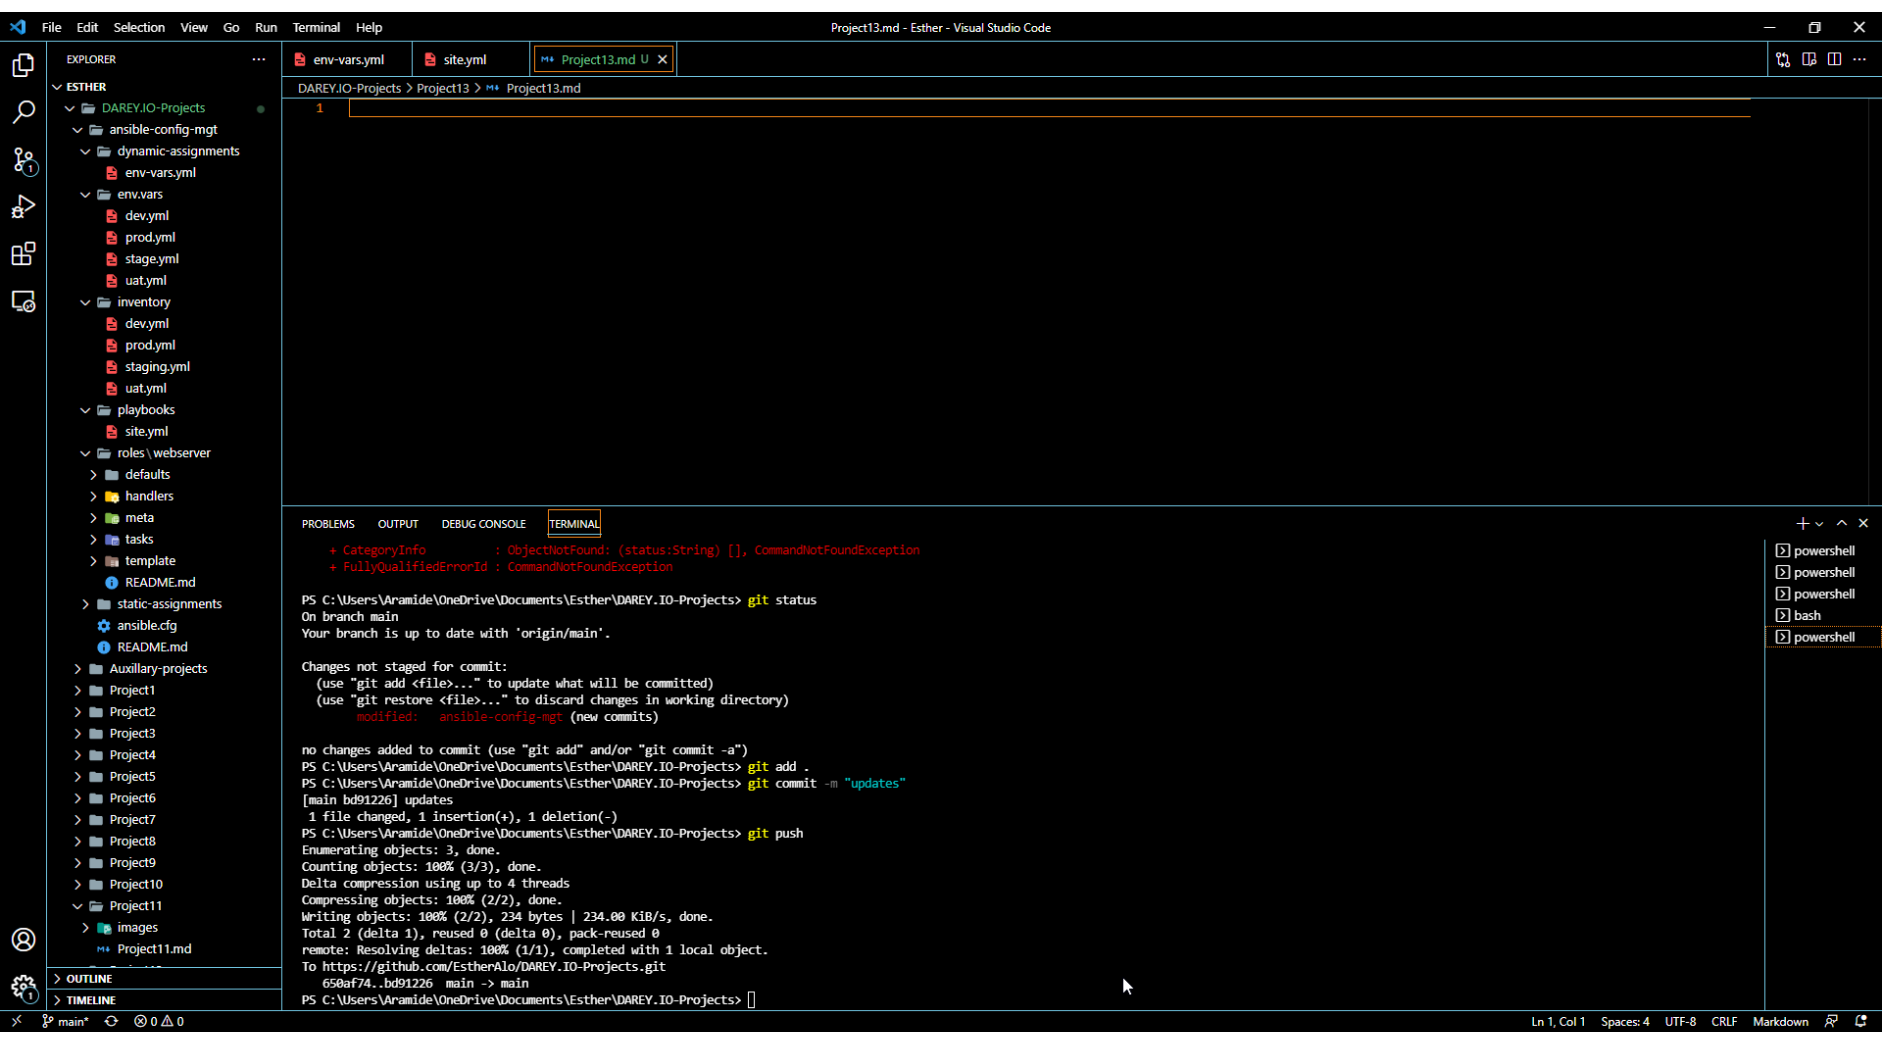 File Edit Selection View Go Run Terminal Help
Project13.md - Esther - Visual Studio Code
EXPLORER
ESTHER
DAREY.IO-Projects
ansible-config-mgt
dynamic-assignments
env-vars.yml
env.vars
dev.yml
prod.yml
stage.yml
uat.yml
inventory
dev.yml
prod.yml
staging.yml
uat.yml
playbooks
site.yml
roles\webserver
defaults
handlers
meta
tasks
template
README.md
static-assignments
ansible.cfg
README.md
Auxillary-projects
Project1
Project2
Project3
Project4
Project5
Project6
Project7
Project8
Project9
Project10
Project11
images
Project11.md
OUTLINE
TIMELINE
env-vars.yml site.yml Project13.md U
DAREY.IO-Projects > Project13 > Project13.md
1
PROBLEMS OUTPUT DEBUG CONSOLE TERMINAL
+ CategoryInfo : ObjectNotFound: (status:String) [], CommandNotFoundException
+ FullyQualifiedErrorId : CommandNotFoundException
PS C:\Users\Aramide\OneDrive\Documents\Esther\DAREY.IO-Projects> git status
On branch main
Your branch is up to date with 'origin/main'.
Changes not staged for commit:
(use "git add <file>..." to update what will be committed)
(use "git restore <file>..." to discard changes in working directory)
modified: ansible-config-mgt (new commits)
no changes added to commit (use "git add" and/or "git commit -a")
PS C:\Users\Aramide\OneDrive\Documents\Esther\DAREY.IO-Projects> git add .
PS C:\Users\Aramide\OneDrive\Documents\Esther\DAREY.IO-Projects> git commit -m "updates"
[main bd91226] updates
1 file changed, 1 insertion(+), 1 deletion(-)
PS C:\Users\Aramide\OneDrive\Documents\Esther\DAREY.IO-Projects> git push
Enumerating objects: 3, done.
Counting objects: 100% (3/3), done.
Delta compression using up to 4 threads
Compressing objects: 100% (2/2), done.
Writing objects: 100% (2/2), 234 bytes | 234.00 KiB/s, done.
Total 2 (delta 1), reused 0 (delta 0), pack-reused 0
remote: Resolving deltas: 100% (1/1), completed with 1 local object.
To https://github.com/EstherAlo/DAREY.IO-Projects.git
650af74..bd91226 main -> main
PS C:\Users\Aramide\OneDrive\Documents\Esther\DAREY.IO-Projects>
powershell
powershell
powershell
bash
powershell
main* 0 0
Ln 1, Col 1 Spaces: 4 UTF-8 CRLF Markdown